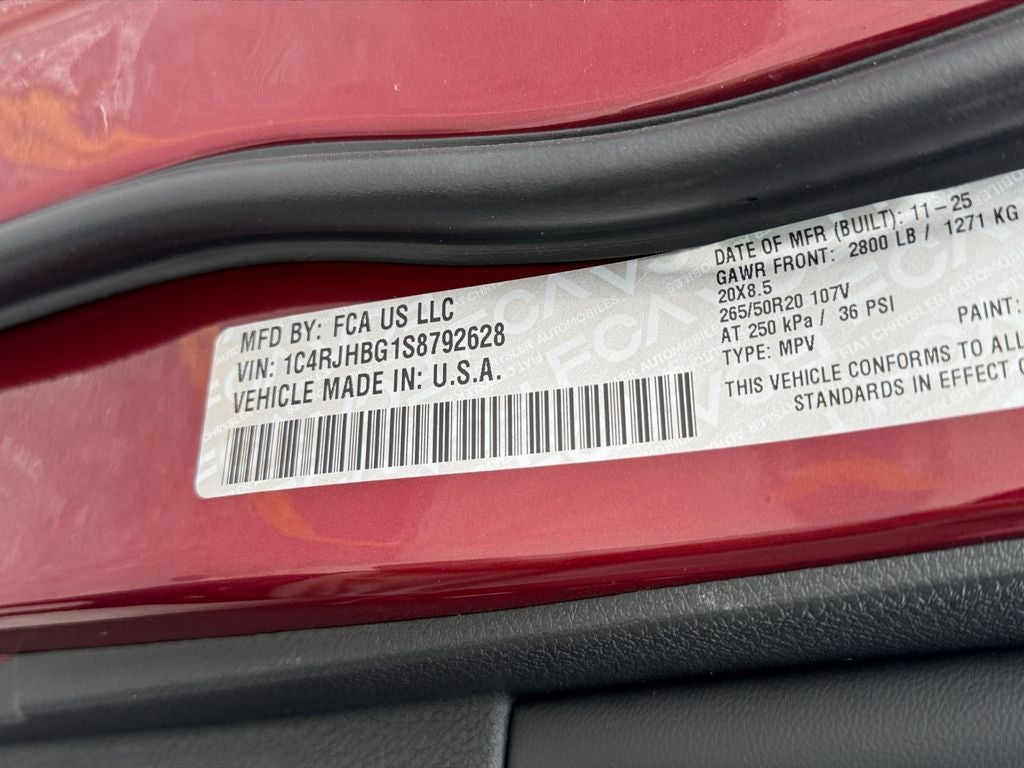 MFD BY: FCA US LLC
VIN: 1C4RJHBG1S8792628
VEHICLE MADE IN: U.S.A.
DATE OF MFR (BUILT): 11-25
GAWR FRONT: 2800 LB / 1271 KG
20X8.5
265/50R20 107V
AT 250 kPa / 36 PSI
TYPE: MPV
PAINT:
THIS VEHICLE CONFORMS TO ALL
STANDARDS IN EFFECT